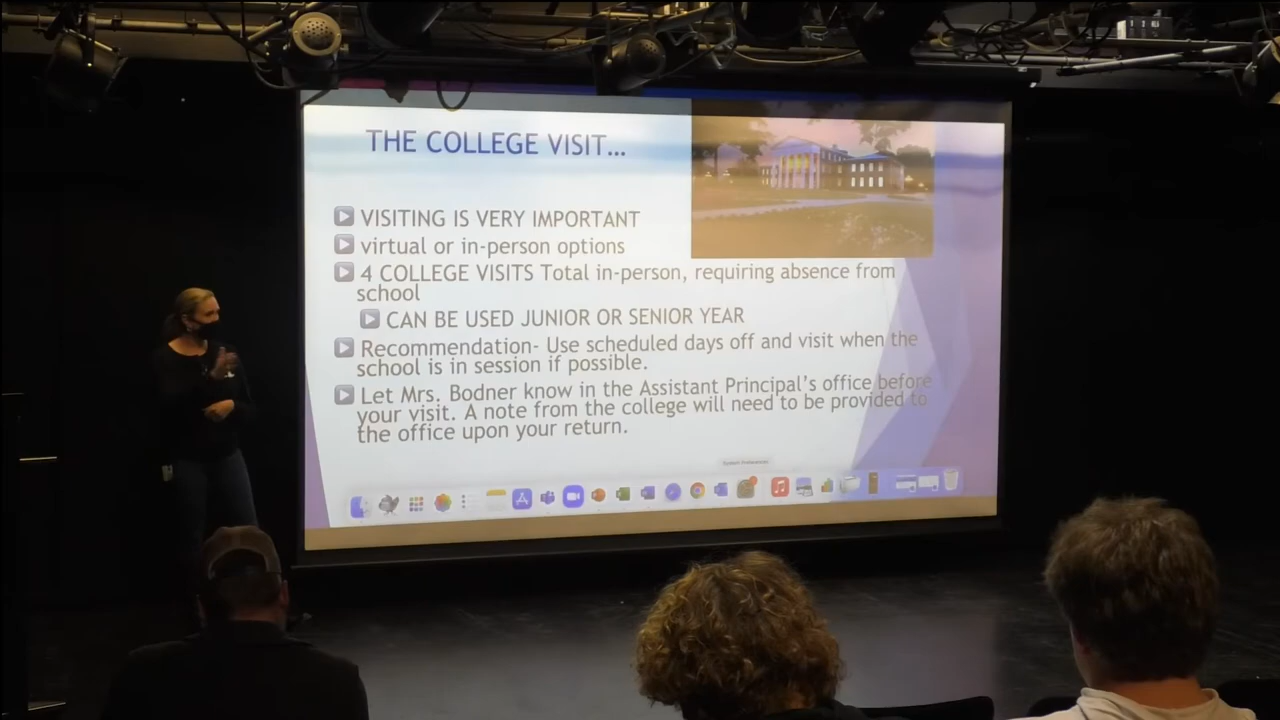 THE COLLEGE VISIT...
VISITING IS VERY IMPORTANT
virtual or in-person options
4 COLLEGE VISITS Total in-person, requiring absence from
school
CAN BE USED JUNIOR OR SENIOR YEAR
Recommendation- Use scheduled days off and visit when the
school is in session if possible.
Let Mrs. Bodner know in the Assistant Principal's office before
your visit. A note from the college will need to be provided to
the office upon your return.
System Preferences